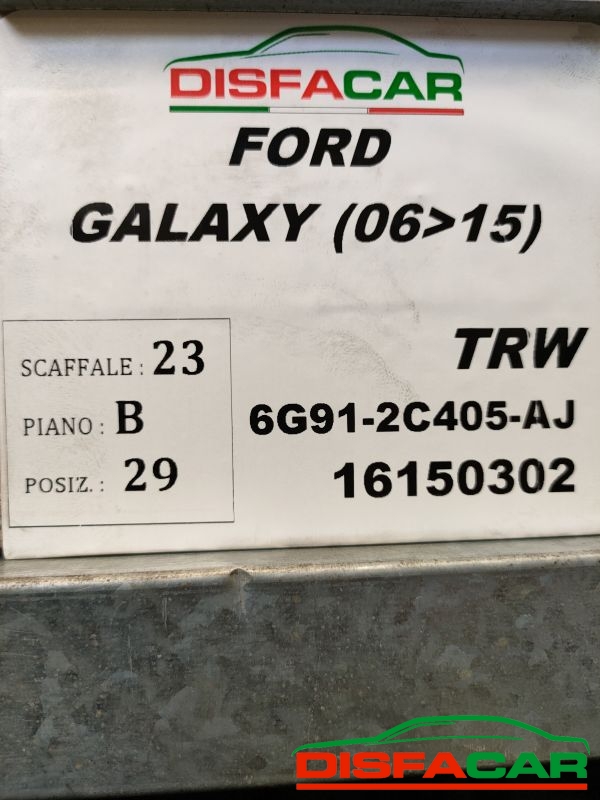 DISFACAR
FORD
GALAXY (06>15)
SCAFFALE : 23
PIANO : B
POSIZ. : 29
TRW
6G91-2C405-AJ
16150302
DISFACAR